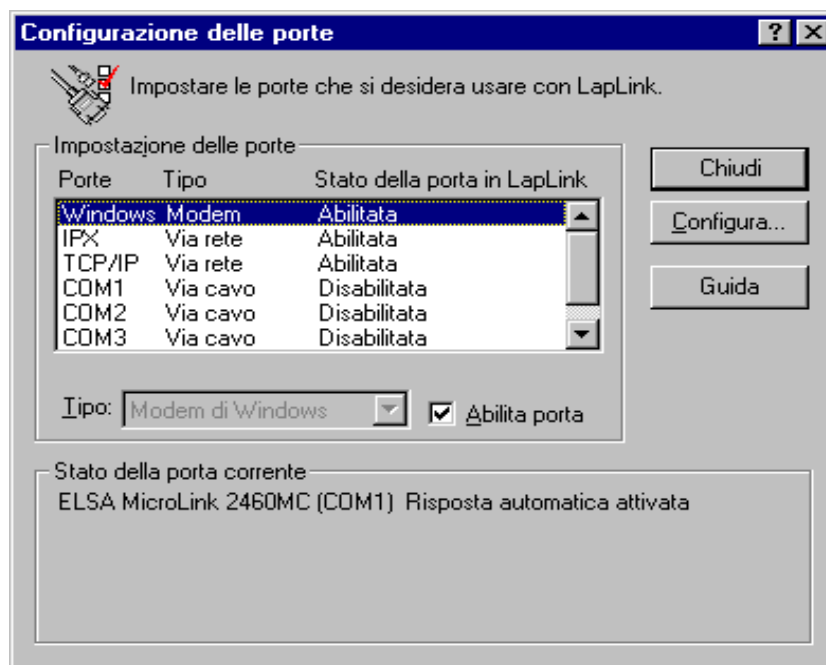 Configurazione delle porte
Impostare le porte che si desidera usare con LapLink.
Impostazione delle porte
Porte Tipo Stato della porta in LapLink
Windows Modem Abilitata
IPX Via rete Abilitata
TCP/IP Via rete Abilitata
COM1 Via cavo Disabilitata
COM2 Via cavo Disabilitata
COM3 Via cavo Disabilitata
Tipo: Modem di Windows Abilita porta
Chiudi
Configura...
Guida
Stato della porta corrente
ELSA MicroLink 2460MC (COM1) Risposta automatica attivata